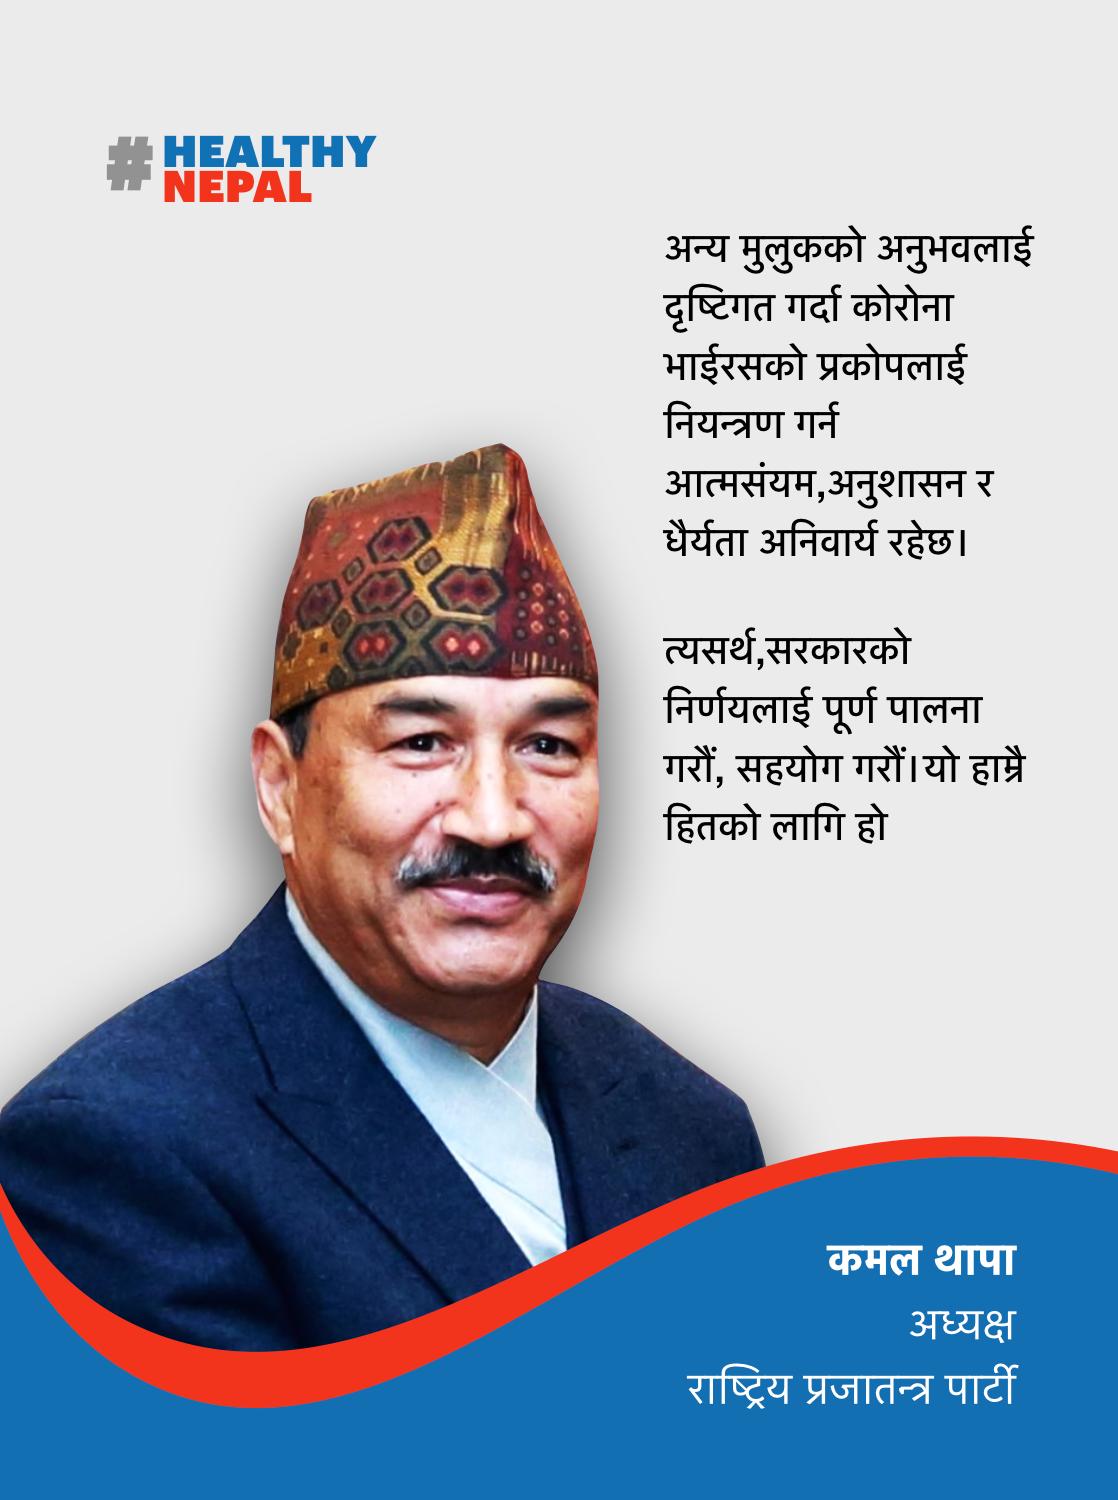 #HEALTHY
NEPAL
अन्य मुलुकको अनुभवलाई
दृष्टिगत गर्दा कोरोना
भाईरसको प्रकोपलाई
नियन्त्रण गर्न
आत्मसंयम,अनुशासन र
धैर्यता अनिवार्य रहेछ।
त्यसर्थ,सरकारको
निर्णयलाई पूर्ण पालना
गरौं, सहयोग गरौं।यो हाम्रै
हितको लागि हो
कमल थापा
अध्यक्ष
राष्ट्रिय प्रजातन्त्र पार्टी